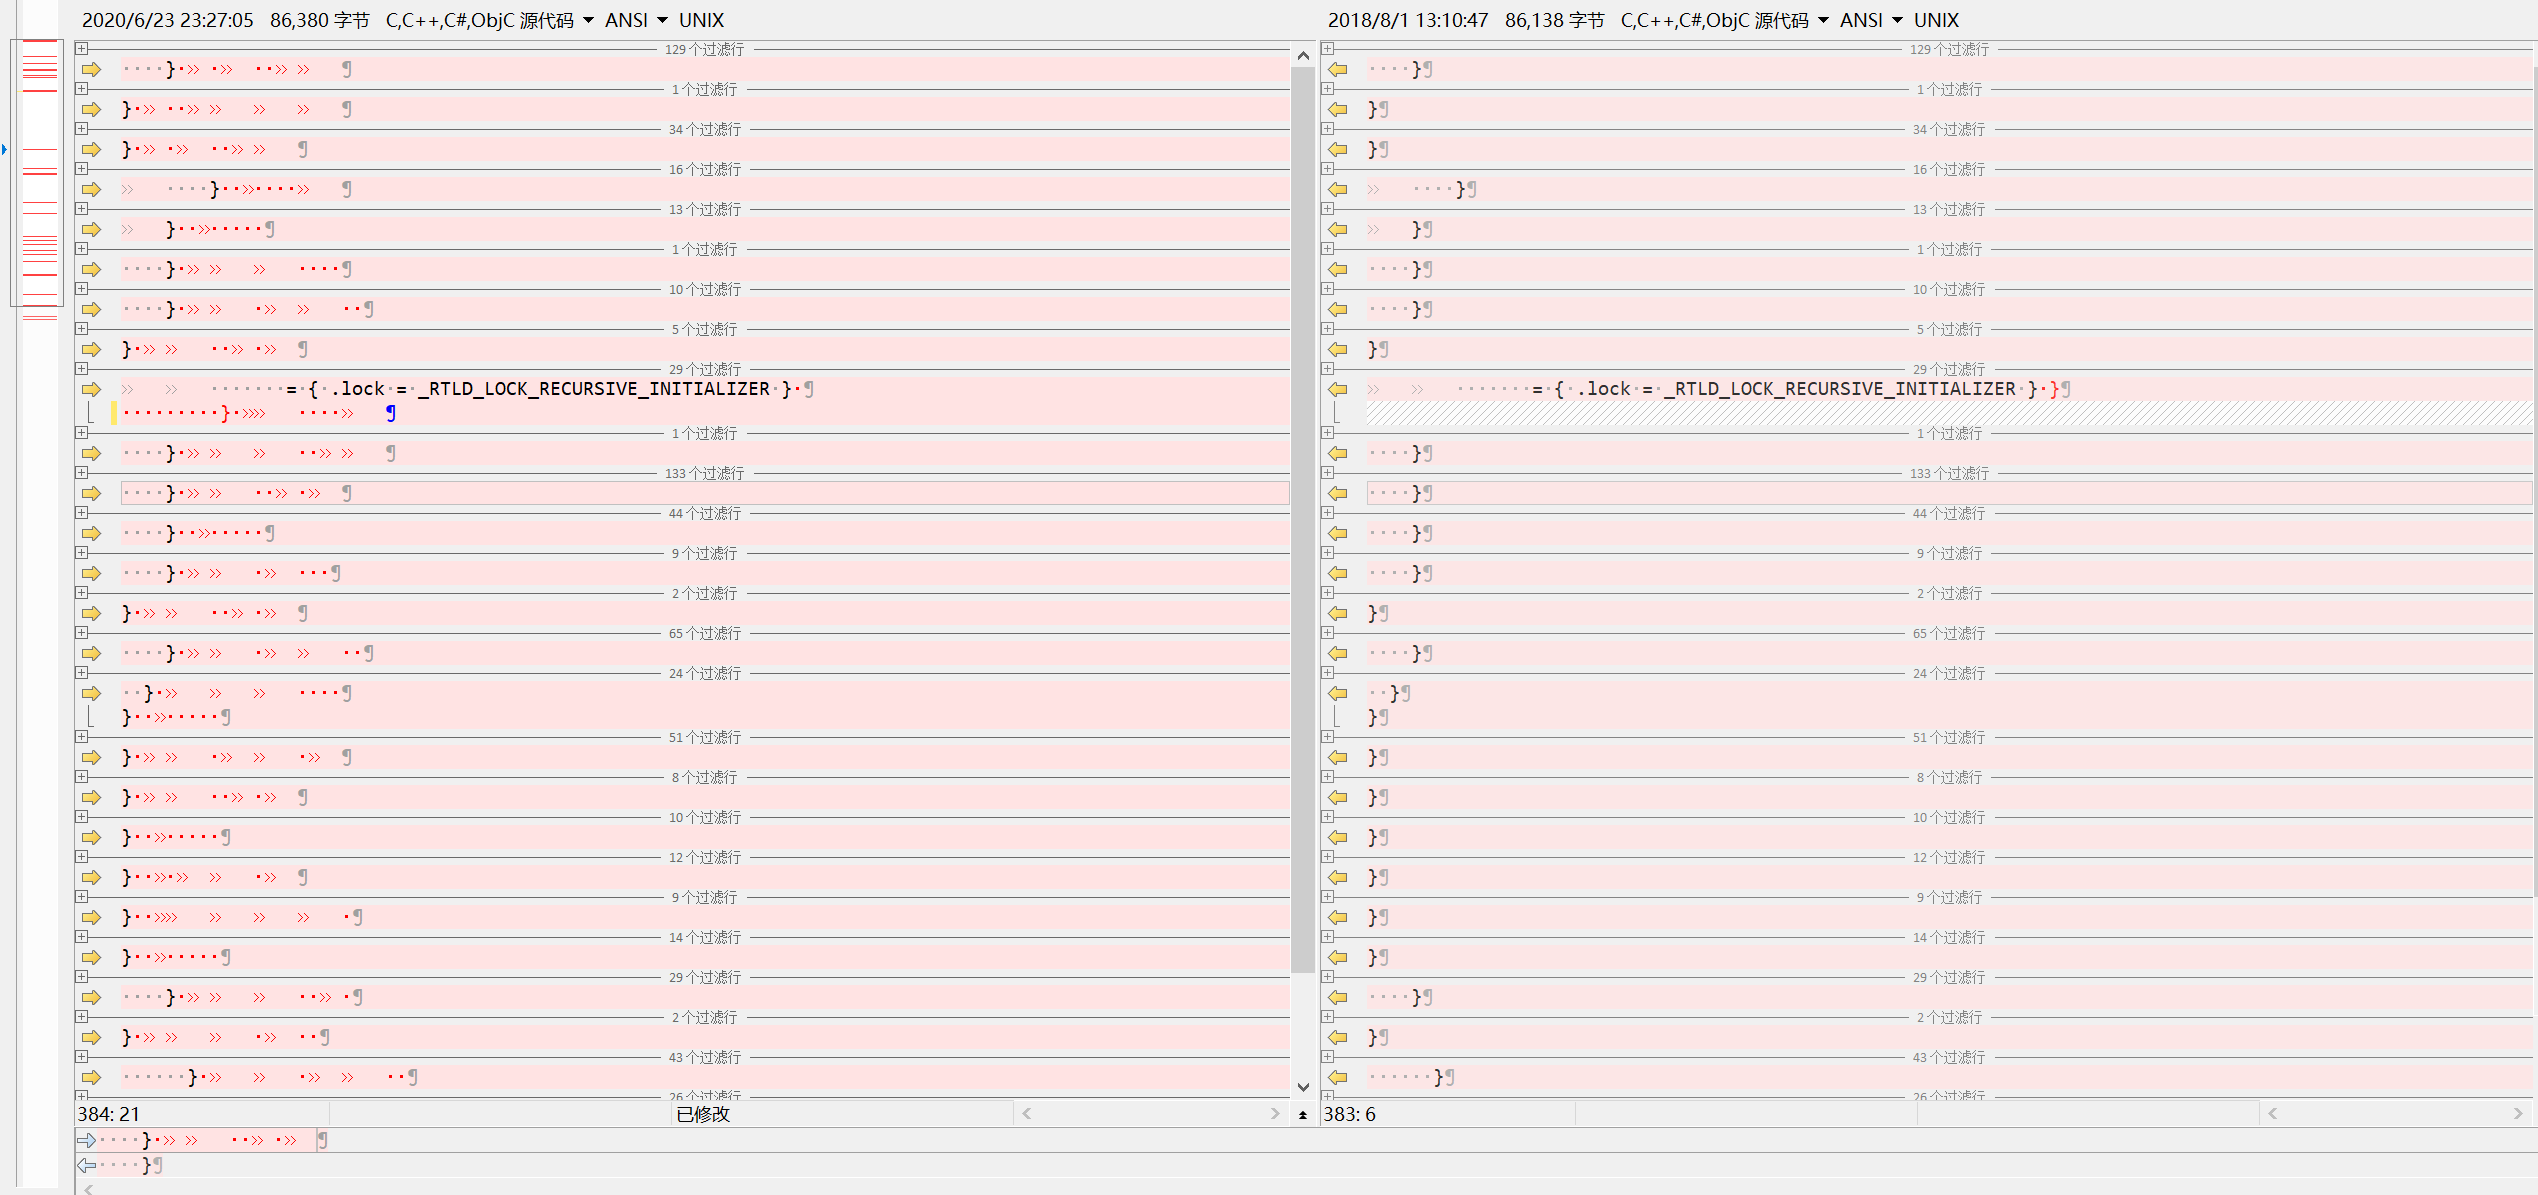 2020/6/23 23:27:05 86,380 字节 C,C++,C#,ObjC 源代码 ANSI UNIX
129 个过滤行
····}·» ·» ··» » ¶
1 个过滤行
}·» ··» » » » ¶
34 个过滤行
}·» ·» ··» » ¶
16 个过滤行
» ····}··»····» ¶
13 个过滤行
» }··»·····¶
1 个过滤行
····}·» » » ····¶
10 个过滤行
····}·» » ·» » ··¶
5 个过滤行
}·» » ··» ·» ¶
29 个过滤行
» » ·······=·{·.lock·=·_RTLD_LOCK_RECURSIVE_INITIALIZER·}·¶
·········}·»» ····» ¶
1 个过滤行
····}·» » » ··» » ¶
133 个过滤行
····}·» » ··» ·» ¶
44 个过滤行
····}··»·····¶
9 个过滤行
····}·» » ·» ···¶
2 个过滤行
}·» » ··» ·» ¶
65 个过滤行
····}·» » ·» » ··¶
24 个过滤行
··}·» » » ····¶
}··»·····¶
51 个过滤行
}·» » ·» » ·» ¶
8 个过滤行
}·» » ··» ·» ¶
10 个过滤行
}··»·····¶
12 个过滤行
}··»·» » ·» ¶
9 个过滤行
}··»» » » » ·¶
14 个过滤行
}··»·····¶
29 个过滤行
····}·» » » ··» ·¶
2 个过滤行
}·» » » ·» ··¶
43 个过滤行
······}·» » ·» » ··¶
26 个过滤行
384: 21 已修改
2018/8/1 13:10:47 86,138 字节 C,C++,C#,ObjC 源代码 ANSI UNIX
129 个过滤行
····}¶
1 个过滤行
}¶
34 个过滤行
}¶
16 个过滤行
» ····}¶
13 个过滤行
» }¶
1 个过滤行
····}¶
10 个过滤行
····}¶
5 个过滤行
}¶
29 个过滤行
» » ·······=·{·.lock·=·_RTLD_LOCK_RECURSIVE_INITIALIZER·}·}¶
1 个过滤行
····}¶
133 个过滤行
····}¶
44 个过滤行
····}¶
9 个过滤行
····}¶
2 个过滤行
}¶
65 个过滤行
····}¶
24 个过滤行
··}¶
}¶
51 个过滤行
}¶
8 个过滤行
}¶
10 个过滤行
}¶
12 个过滤行
}¶
9 个过滤行
}¶
14 个过滤行
}¶
29 个过滤行
····}¶
2 个过滤行
}¶
43 个过滤行
······}¶
26 个过滤行
383: 6
····}·» » ··» ·» ¶
····}¶